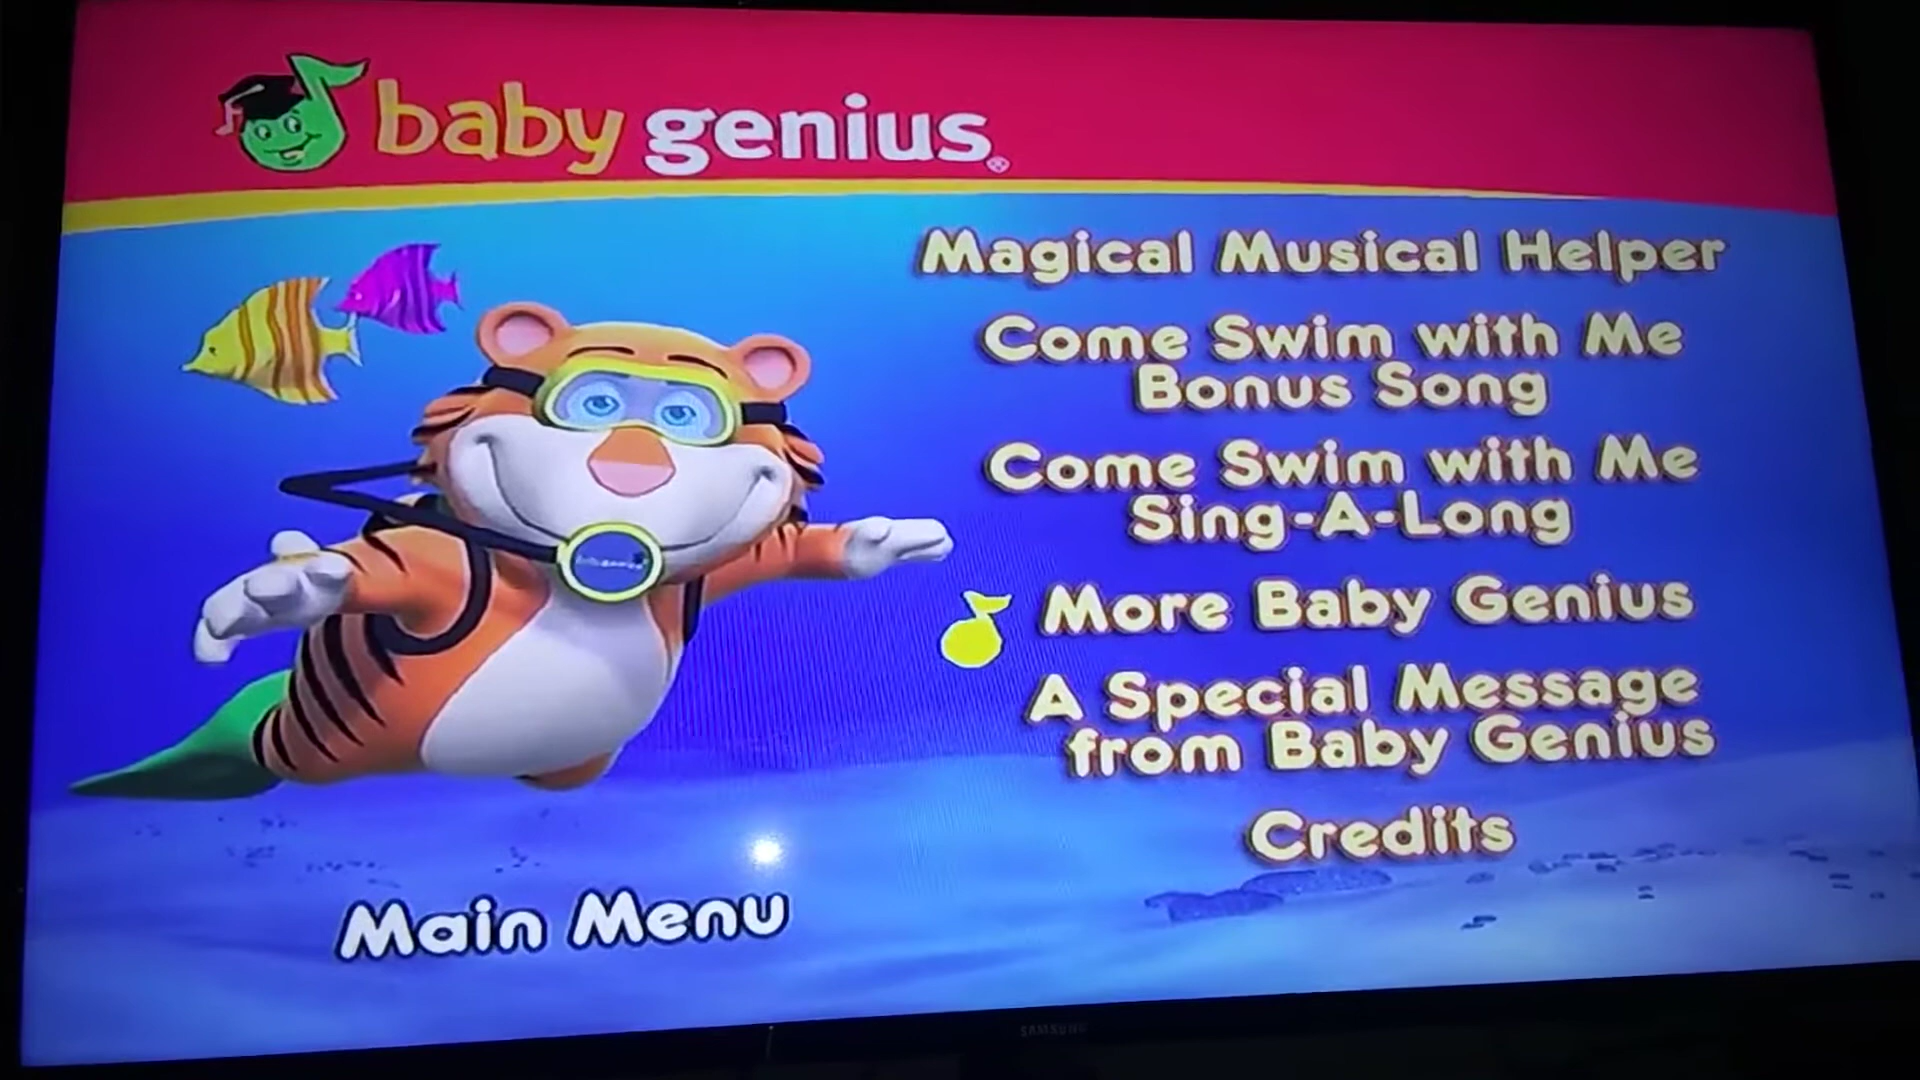 baby genius®
Magical Musical Helper
Come Swim with Me
Bonus Song
Come Swim with Me
Sing-A-Long
More Baby Genius
A Special Message
from Baby Genius
Credits
Main Menu
SAMSUNG